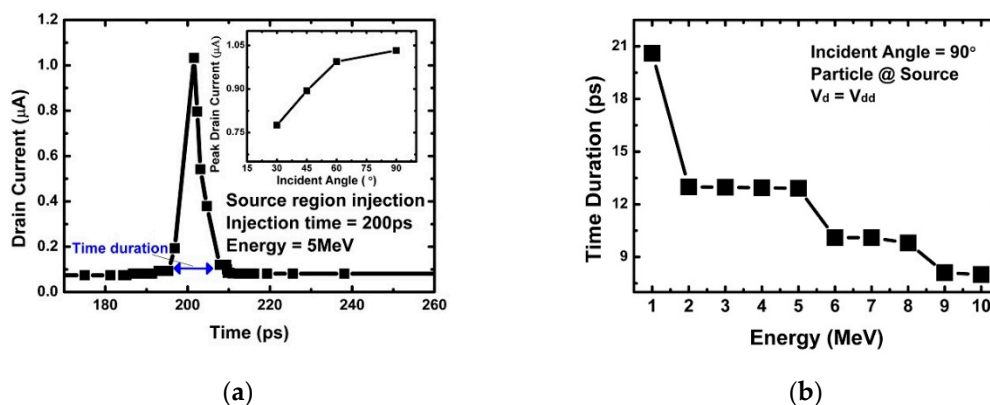 1.2
1.0
0.8
0.6
0.4
0.2
0.0
Drain Current (μA)
180
200
220
240
260
Time (ps)
Time duration
Peak Drain Current (μA)
1.05
0.90
0.75
15
30
45
60
75
90
Incident Angle ( °)
Source region injection
Injection time = 200ps
Energy = 5MeV
(a)
Time Duration (ps)
21
18
15
12
9
Incident Angle = 90°
Particle @ Source
Vd = Vdd
1 2 3 4 5 6 7 8 9 10
Energy (MeV)
(b)